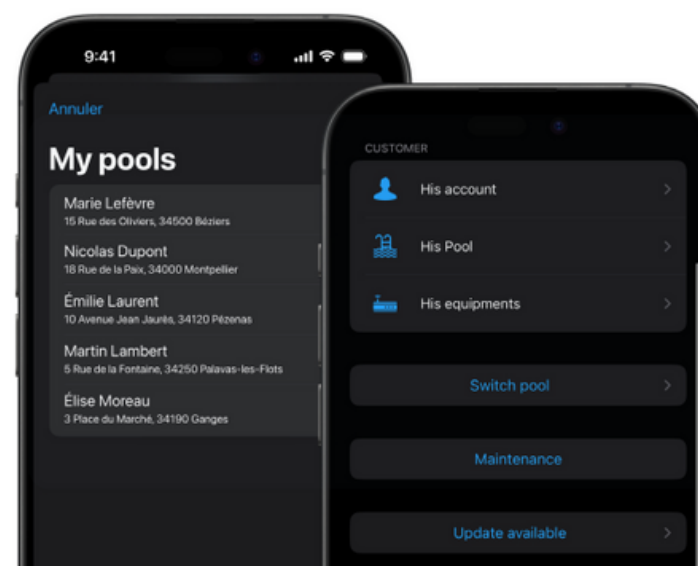 9:41
Annuler
My pools
Marie Lefèvre
15 Rue des Oliviers, 34500 Béziers
Nicolas Dupont
18 Rue de la Paix, 34000 Montpellier
Émilie Laurent
10 Avenue Jean Jaurès, 34120 Pézenas
Martin Lambert
5 Rue de la Fontaine, 34250 Palavas-les-Flots
Élise Moreau
3 Place du Marché, 34190 Ganges
CUSTOMER
His account
His Pool
His equipments
Switch pool
Maintenance
Update available